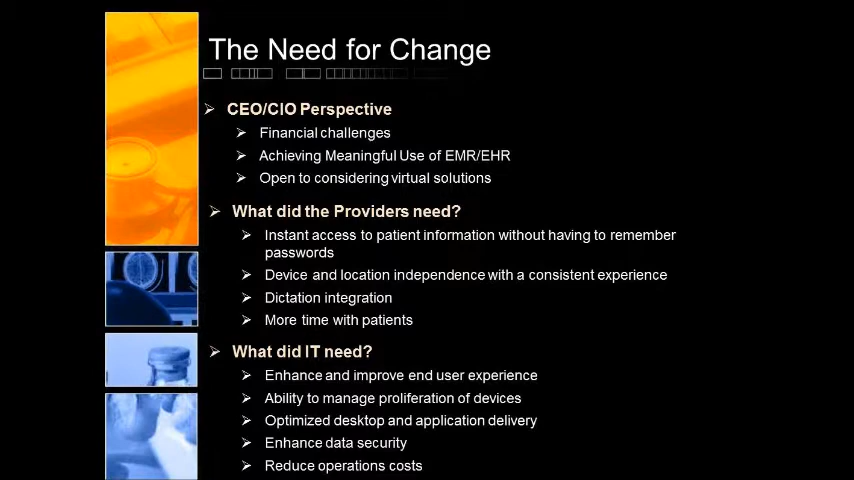 The Need for Change
CEO/CIO Perspective
Financial challenges
Achieving Meaningful Use of EMR/EHR
Open to considering virtual solutions
What did the Providers need?
Instant access to patient information without having to remember
passwords
Device and location independence with a consistent experience
Dictation integration
More time with patients
What did IT need?
Enhance and improve end user experience
Ability to manage proliferation of devices
Optimized desktop and application delivery
Enhance data security
Reduce operations costs